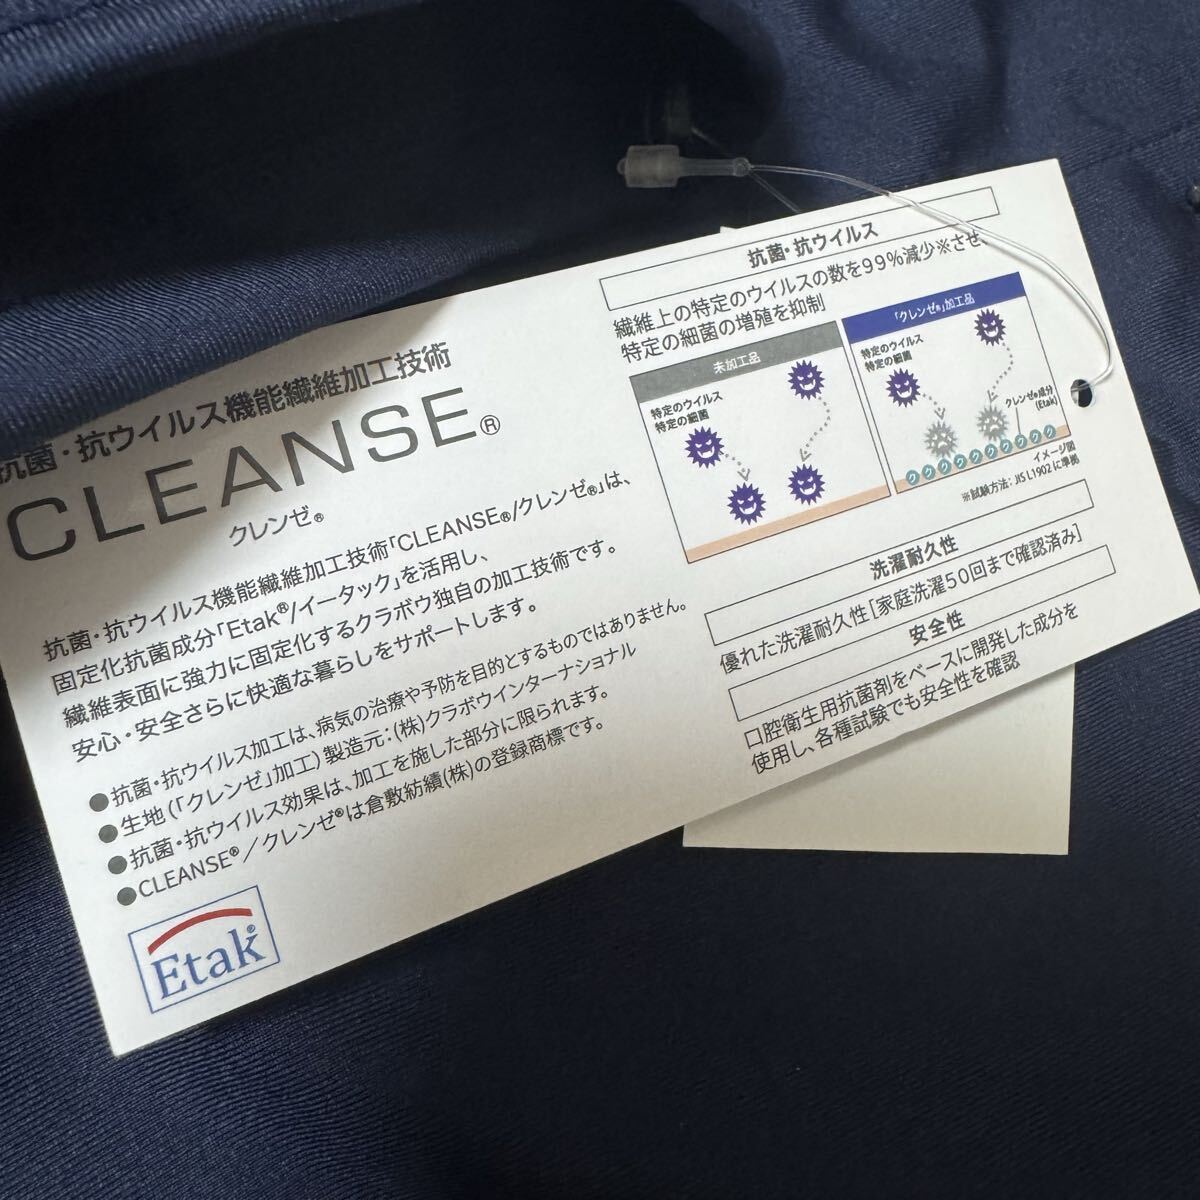 抗菌・抗ウイルス機能繊維加工技術
CLEANSE®
クレンゼ®
抗菌・抗ウイルス機能繊維加工技術「CLEANSE®/クレンゼ®」は、
固定化抗菌成分「Etak®/イータック」を活用し、
繊維表面に強力に固定化するクラボウ独自の加工技術です。
安心・安全さらに快適な暮らしをサポートします。
●抗菌・抗ウイルス加工は、病気の治療や予防を目的とするものではありません。
●生地(「クレンゼ」加工)製造元:(株)クラボウインターナショナル
●抗菌・抗ウイルス効果は、加工を施した部分に限られます。
●CLEANSE®/クレンゼ®は倉敷紡績(株)の登録商標です。
Etak®
抗菌・抗ウイルス
繊維上の特定のウイルスの数を99%減少※させ、
特定の細菌の増殖を抑制
未加工品
特定のウイルス
特定の細菌
「クレンゼ®」加工品
特定のウイルス
特定の細菌
クレンゼ®成分
(Etak)
ククククククククク
イメージ図
※試験方法:JIS L1902に準拠
洗濯耐久性
優れた洗濯耐久性[家庭洗濯50回まで確認済み]
安全性
口腔衛生用抗菌剤をベースに開発した成分を
使用し、各種試験でも安全性を確認